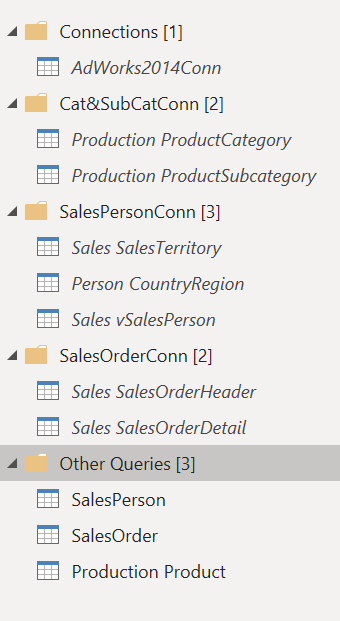 Connections [1]
AdWorks2014Conn
Cat&SubCatConn [2]
Production ProductCategory
Production ProductSubcategory
SalesPersonConn [3]
Sales SalesTerritory
Person CountryRegion
Sales vSalesPerson
SalesOrderConn [2]
Sales SalesOrderHeader
Sales SalesOrderDetail
Other Queries [3]
SalesPerson
SalesOrder
Production Product